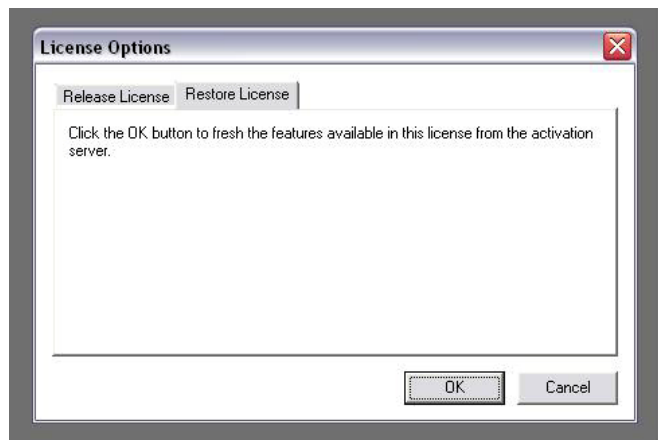 License Options
Release License Restore License
Click the OK button to fresh the features available in this license from the activation
server.
OK Cancel